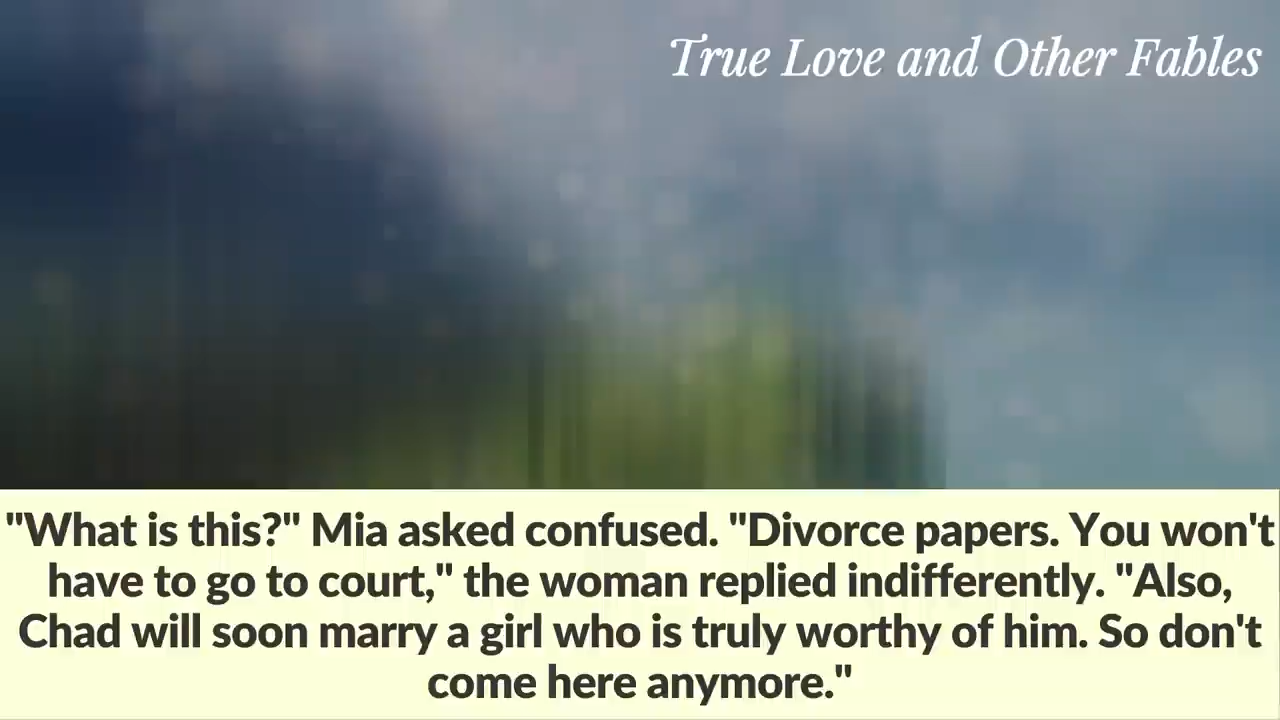 True Love and Other Fables
"What is this?" Mia asked confused. "Divorce papers. You won't
have to go to court," the woman replied indifferently. "Also,
Chad will soon marry a girl who is truly worthy of him. So don't
come here anymore."